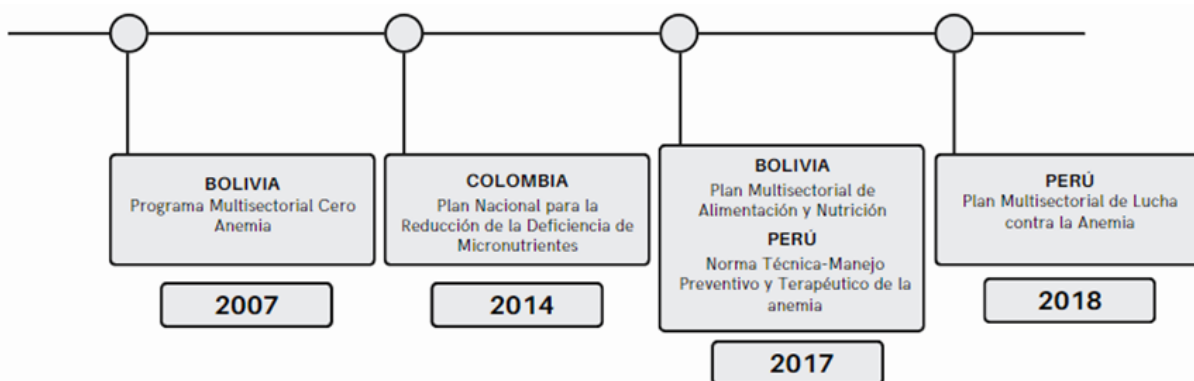 BOLIVIA
Programa Multisectorial Cero
Anemia
2007
COLOMBIA
Plan Nacional para la
Reducción de la Deficiencia de
Micronutrientes
2014
BOLIVIA
Plan Multisectorial de
Alimentación y Nutrición
PERÚ
Norma Técnica-Manejo
Preventivo y Terapéutico de la
anemia
2017
PERÚ
Plan Multisectorial de Lucha
contra la Anemia
2018